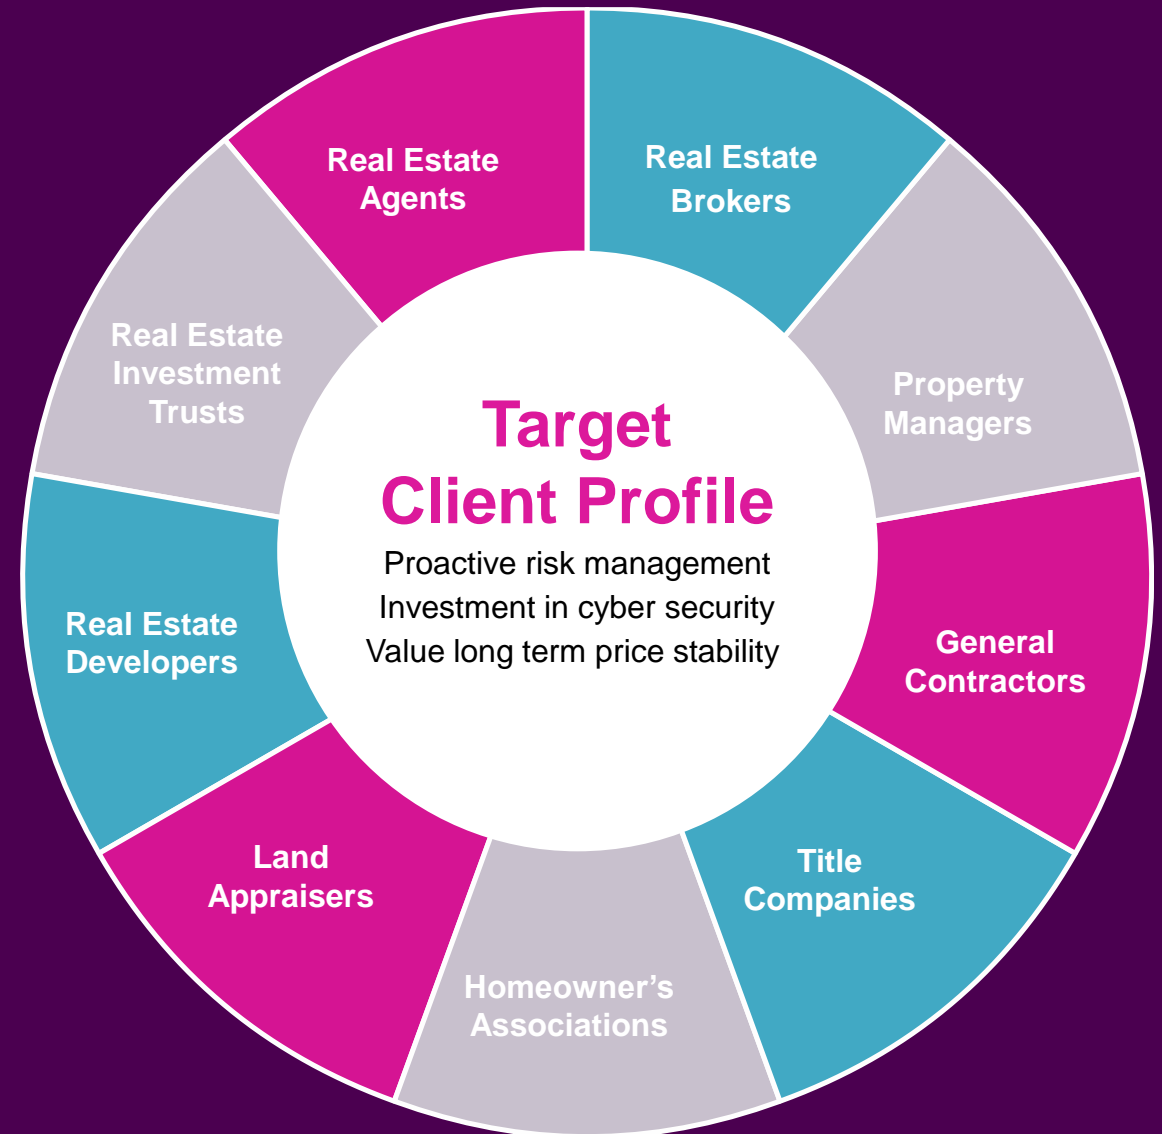 Real Estate
Agents
Real Estate
Brokers
Real Estate
Investment
Trusts
Property
Managers
Target
Client Profile
Proactive risk management
Investment in cyber security
Value long term price stability
Real Estate
Developers
General
Contractors
Land
Appraisers
Title
Companies
Homeowner’s
Associations